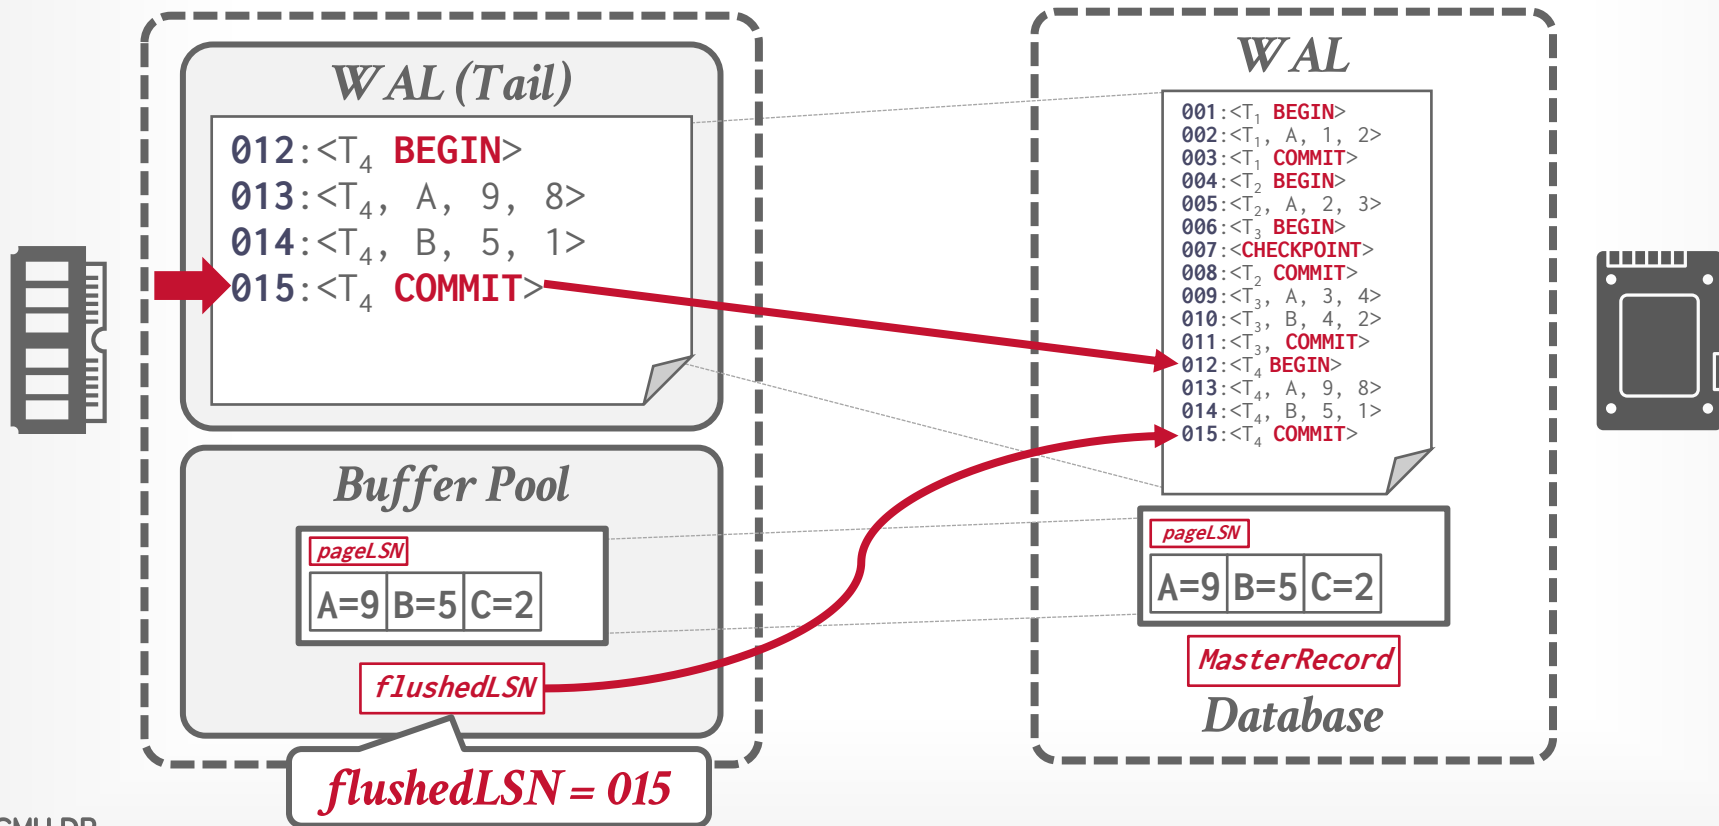 WAL (Tail)
012:<T4 BEGIN>
013:<T4, A, 9, 8>
014:<T4, B, 5, 1>
015:<T4 COMMIT>
Buffer Pool
pageLSN
A=9 B=5 C=2
flushedLSN
flushedLSN = 015
WAL
001:<T1 BEGIN>
002:<T1, A, 1, 2>
003:<T1 COMMIT>
004:<T2 BEGIN>
005:<T2, A, 2, 3>
006:<T3 BEGIN>
007:<CHECKPOINT>
008:<T2 COMMIT>
009:<T3, A, 3, 4>
010:<T3, B, 4, 2>
011:<T3, COMMIT>
012:<T4 BEGIN>
013:<T4, A, 9, 8>
014:<T4, B, 5, 1>
015:<T4 COMMIT>
pageLSN
A=9 B=5 C=2
MasterRecord
Database